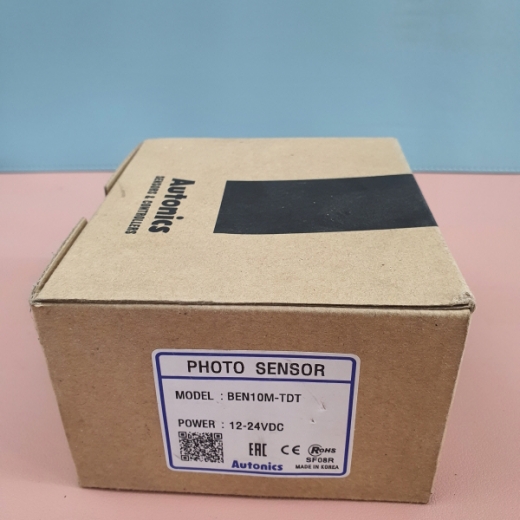 Autonics
SENSORS & CONTROLLERS
PHOTO SENSOR
MODEL : BEN10M-TDT
POWER : 12-24VDC
EAC CE RoHS
SF08R
Autonics
MADE IN KOREA